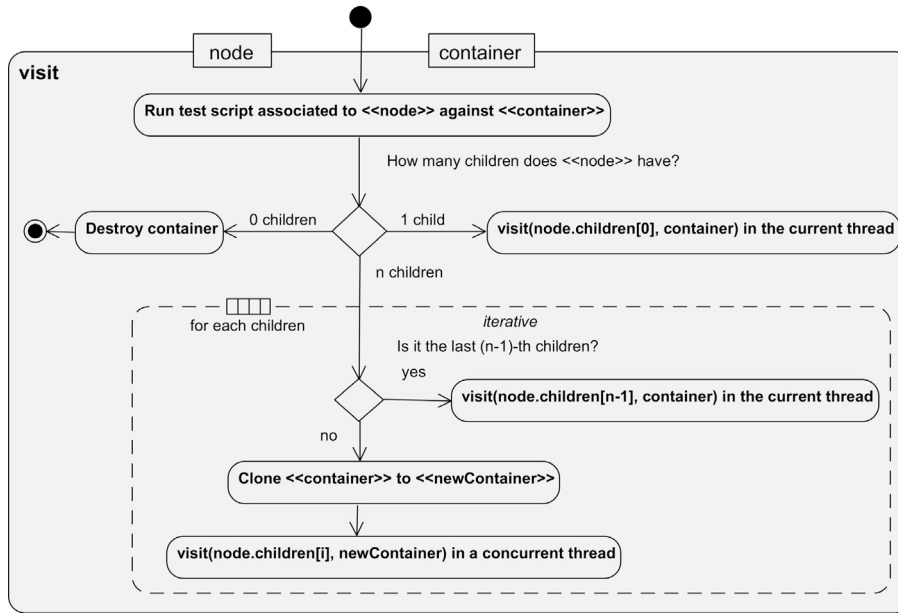 node
container
visit
Run test script associated to <<node>> against <<container>>
How many children does <<node>> have?
0 children
1 child
Destroy container
visit(node.children[0], container) in the current thread
n children
for each children
iterative
Is it the last (n-1)-th children?
yes
visit(node.children[n-1], container) in the current thread
no
Clone <<container>> to <<newContainer>>
visit(node.children[i], newContainer) in a concurrent thread